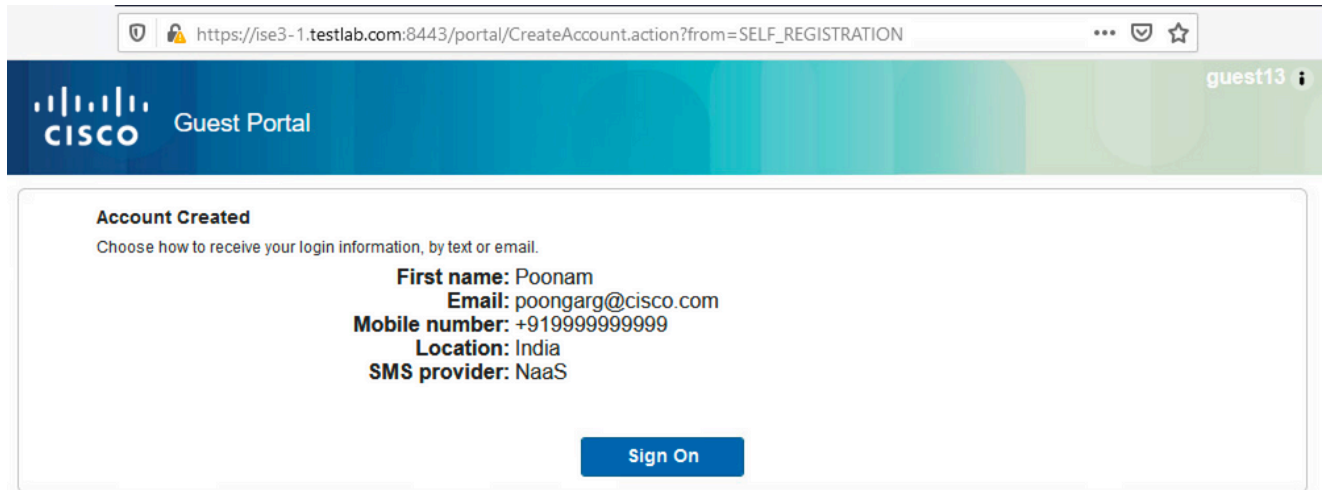 https://ise3-1.testlab.com:8443/portal/CreateAccount.action?from=SELF_REGISTRATION
guest13
CISCO Guest Portal
Account Created
Choose how to receive your login information, by text or email.
First name: Poonam
Email: poongarg@cisco.com
Mobile number: +919999999999
Location: India
SMS provider: NaaS
Sign On